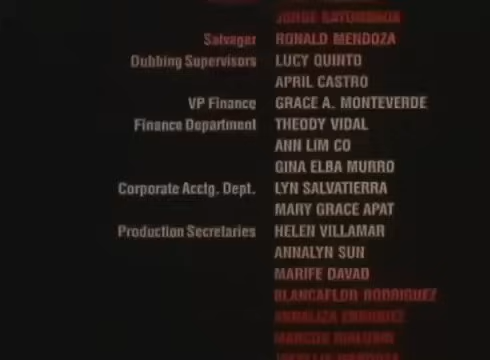 Salvager RONALD MENDOZA
Dubbing Supervisors LUCY QUINTO
APRIL CASTRO
VP Finance GRACE A. MONTEVERDE
Finance Department THEODY VIDAL
ANN LIM CO
GINA ELBA MURRO
Corporate Acctg. Dept. LYN SALVATIERRA
MARY GRACE APAT
Production Secretaries HELEN VILLAMAR
ANNALYN SUN
MARIFE DAVAD
BLANCAFLOR RODRIGUEZ